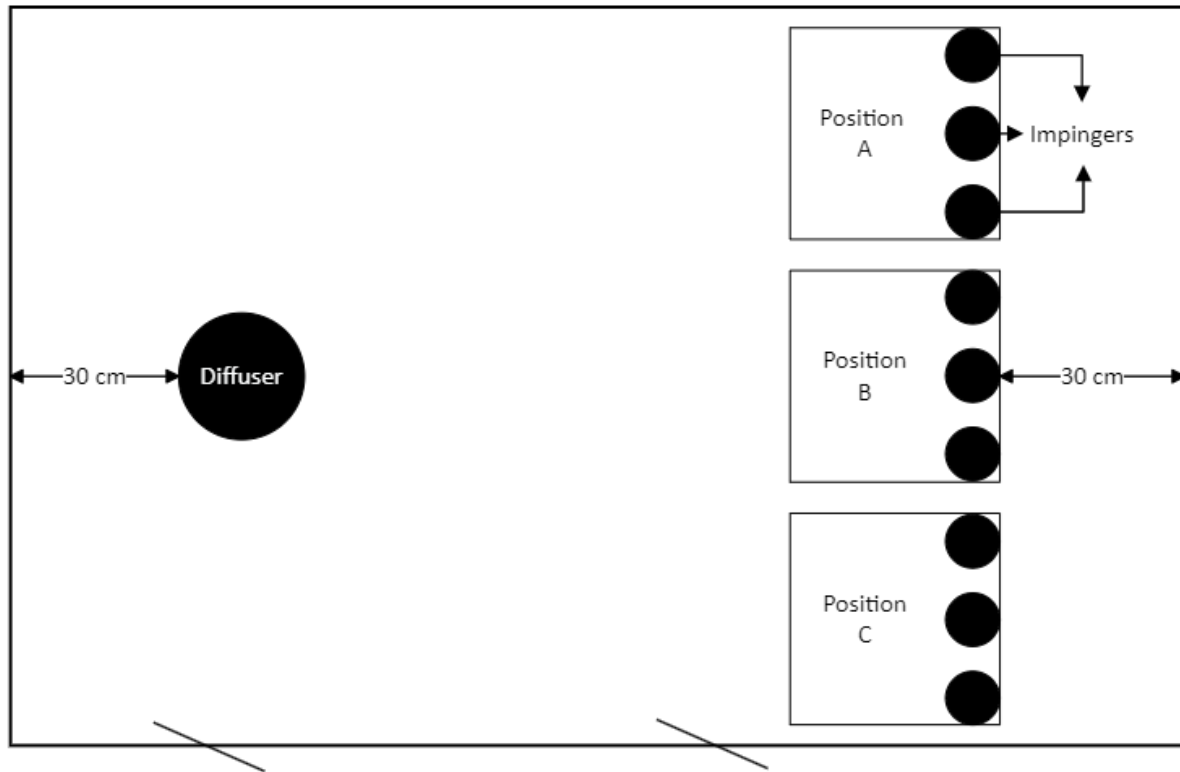 Position
A
Impingers
30 cm
Diffuser
Position
B
30 cm
Position
C